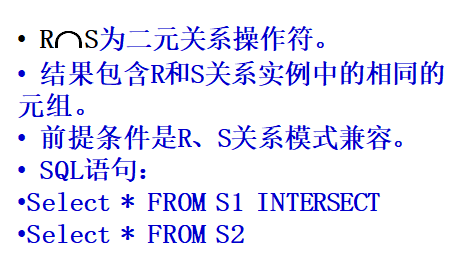 • R∩S为二元关系操作符。
• 结果包含R和S关系实例中的相同的
元组。
• 前提条件是R、S关系模式兼容。
• SQL语句：
•Select * FROM S1 INTERSECT
•Select * FROM S2